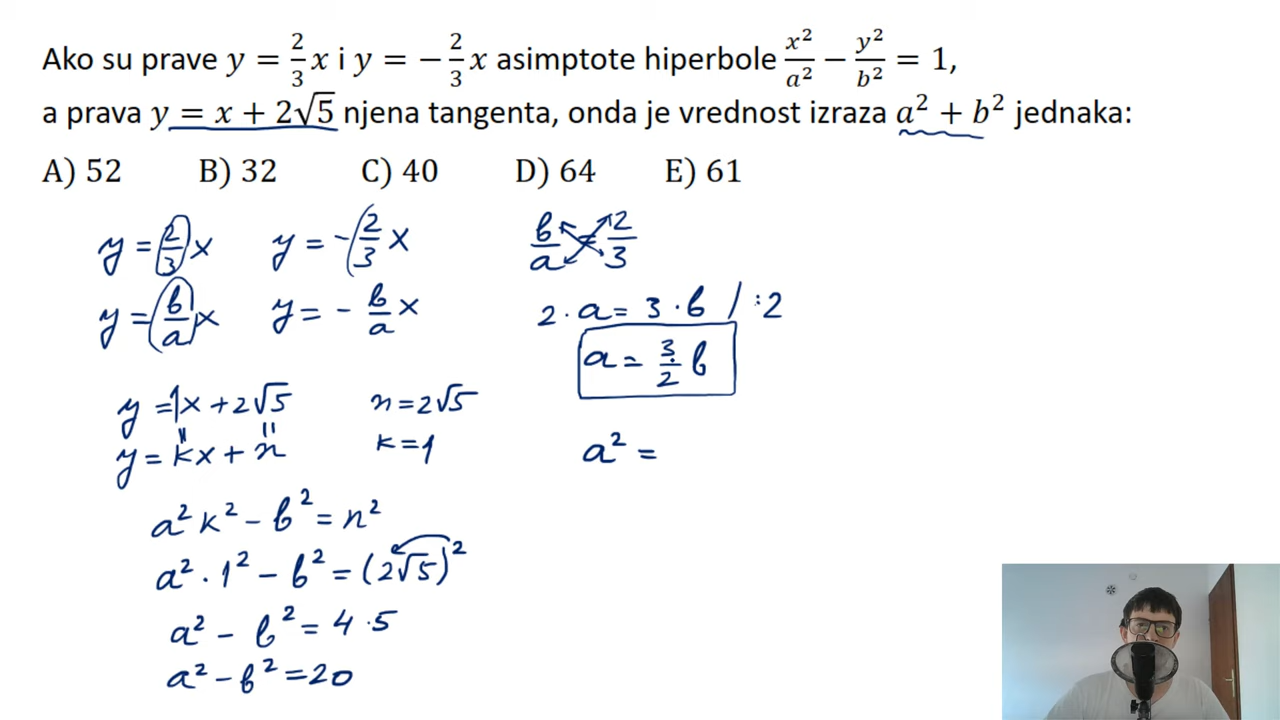 Ako su prave y = 2/3 x i y = −2/3 x asimptote hiperbole x²/a² − y²/b² = 1,
a prava y = x + 2√5 njena tangenta, onda je vrednost izraza a² + b² jednaka:
A) 52 B) 32 C) 40 D) 64 E) 61
y = 2/3 x y = −2/3 x b/a = 2/3
y = b/a x y = − b/a x 2 · a = 3 · b / :2
a = 3/2 b
y = 1x + 2√5 n = 2√5
y = kx + n k = 1 a² =
a²k² − b² = n²
a² · 1² − b² = (2√5)²
a² − b² = 4 · 5
a² − b² = 20